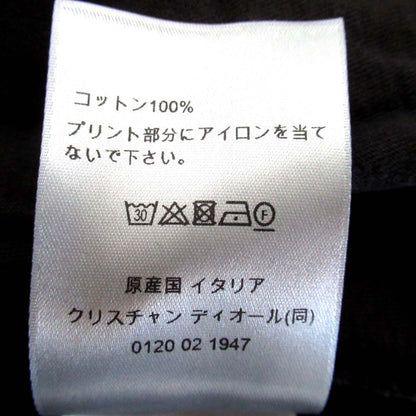 コットン100%
プリント部分にアイロンを当て
ないで下さい。
30 F
原産国 イタリア
クリスチャン ディオール(同)
0120 02 1947